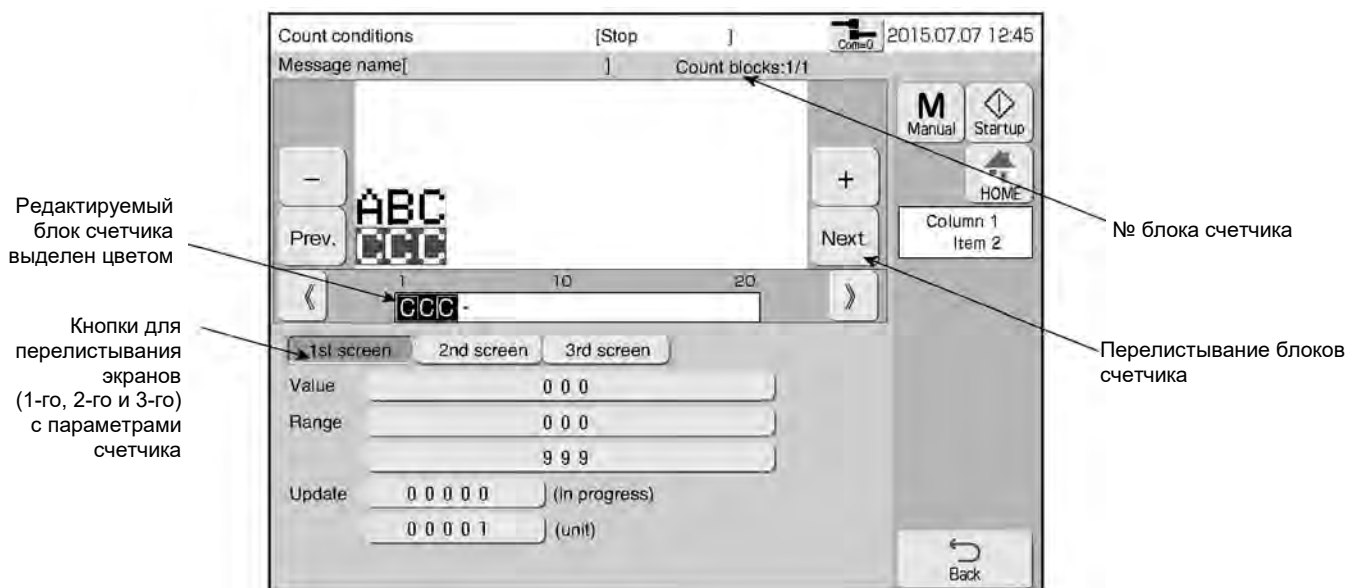 Count conditions [Stop ] Com=0 2015.07.07 12:45
Message name[ ] Count blocks:1/1
M
Manual
Startup
HOME
Column 1
Item 2
−
Prev.
ABC
CCC
+
Next
1 10 20
《
CCC-
》
1st screen 2nd screen 3rd screen
Value 0 0 0
Range 0 0 0
9 9 9
Update 0 0 0 0 0 (In progress)
0 0 0 0 1 (unit)
Back
Редактируемый
блок счетчика
выделен цветом
Кнопки для
перелистывания
экранов
(1-го, 2-го и 3-го)
с параметрами
счетчика
№ блока счетчика
Перелистывание блоков
счетчика